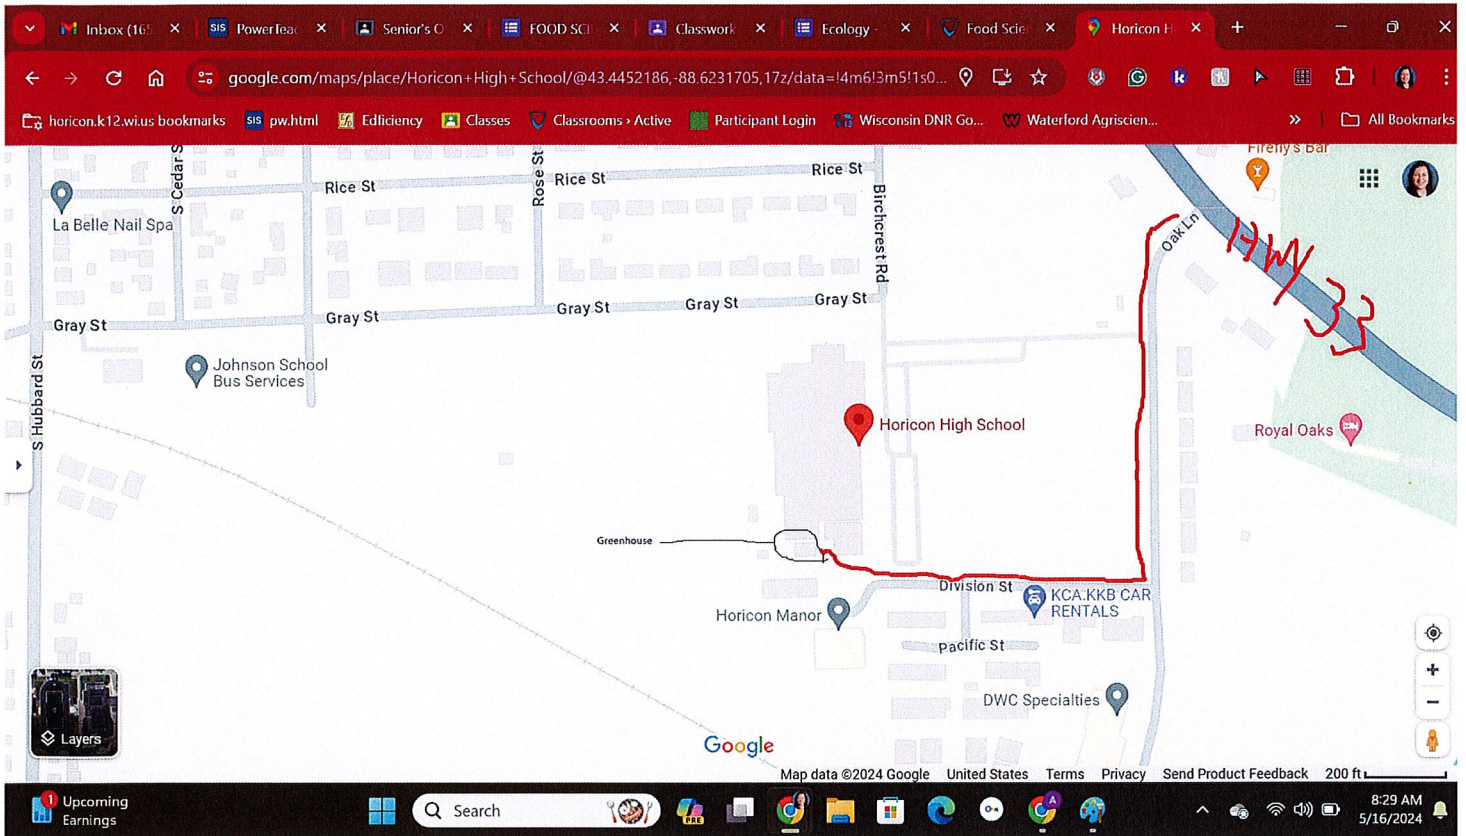 Inbox (16
PowerTeac
Senior's O
FOOD SCI
Classwork
Ecology -
Food Scie
Horicon H
google.com/maps/place/Horicon+High+School/@43.4452186,-88.6231705,17z/data=!4m6!3m5!1s0...
horicon.k12.wi.us bookmarks
SIS pw.html
Edficiency
Classes
Classrooms › Active
Participant Login
Wisconsin DNR Go...
Waterford Agriscien...
»
All Bookmarks
Firefly's Bar
S Cedar S
Rose St
Rice St
Rice St
Rice St
La Belle Nail Spa
Birchcrest Rd
Oak Ln
HWY 33
Gray St
Gray St
Gray St
Gray St
Gray St
S Hubbard St
Johnson School
Bus Services
Horicon High School
Royal Oaks
Greenhouse
Division St
KCA.KKB CAR
RENTALS
Horicon Manor
Pacific St
DWC Specialties
Layers
Google
Map data ©2024 Google United States Terms Privacy Send Product Feedback 200 ft
1
Upcoming
Earnings
Search
PRE
A
8:29 AM
5/16/2024